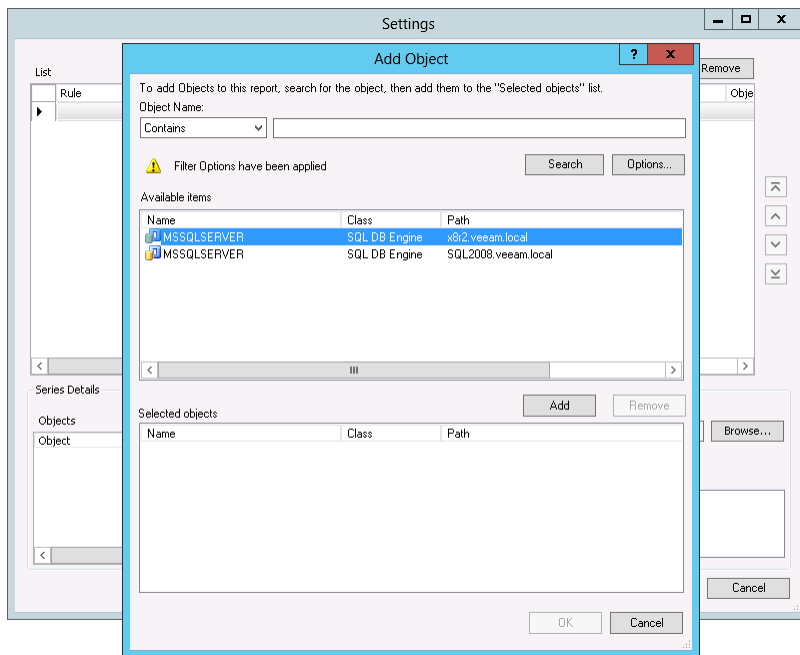 Settings
List
Remove
Rule
Obje
Add Object
?
X
To add Objects to this report, search for the object, then add them to the "Selected objects" list.
Object Name:
Contains
Filter Options have been applied
Search
Options...
Available items
Name Class Path
MSSQLSERVER SQL DB Engine x8r2.veeam.local
MSSQLSERVER SQL DB Engine SQL2008.veeam.local
Add
Remove
Selected objects
Name Class Path
OK
Cancel
Series Details
Objects
Object
Browse...
Cancel